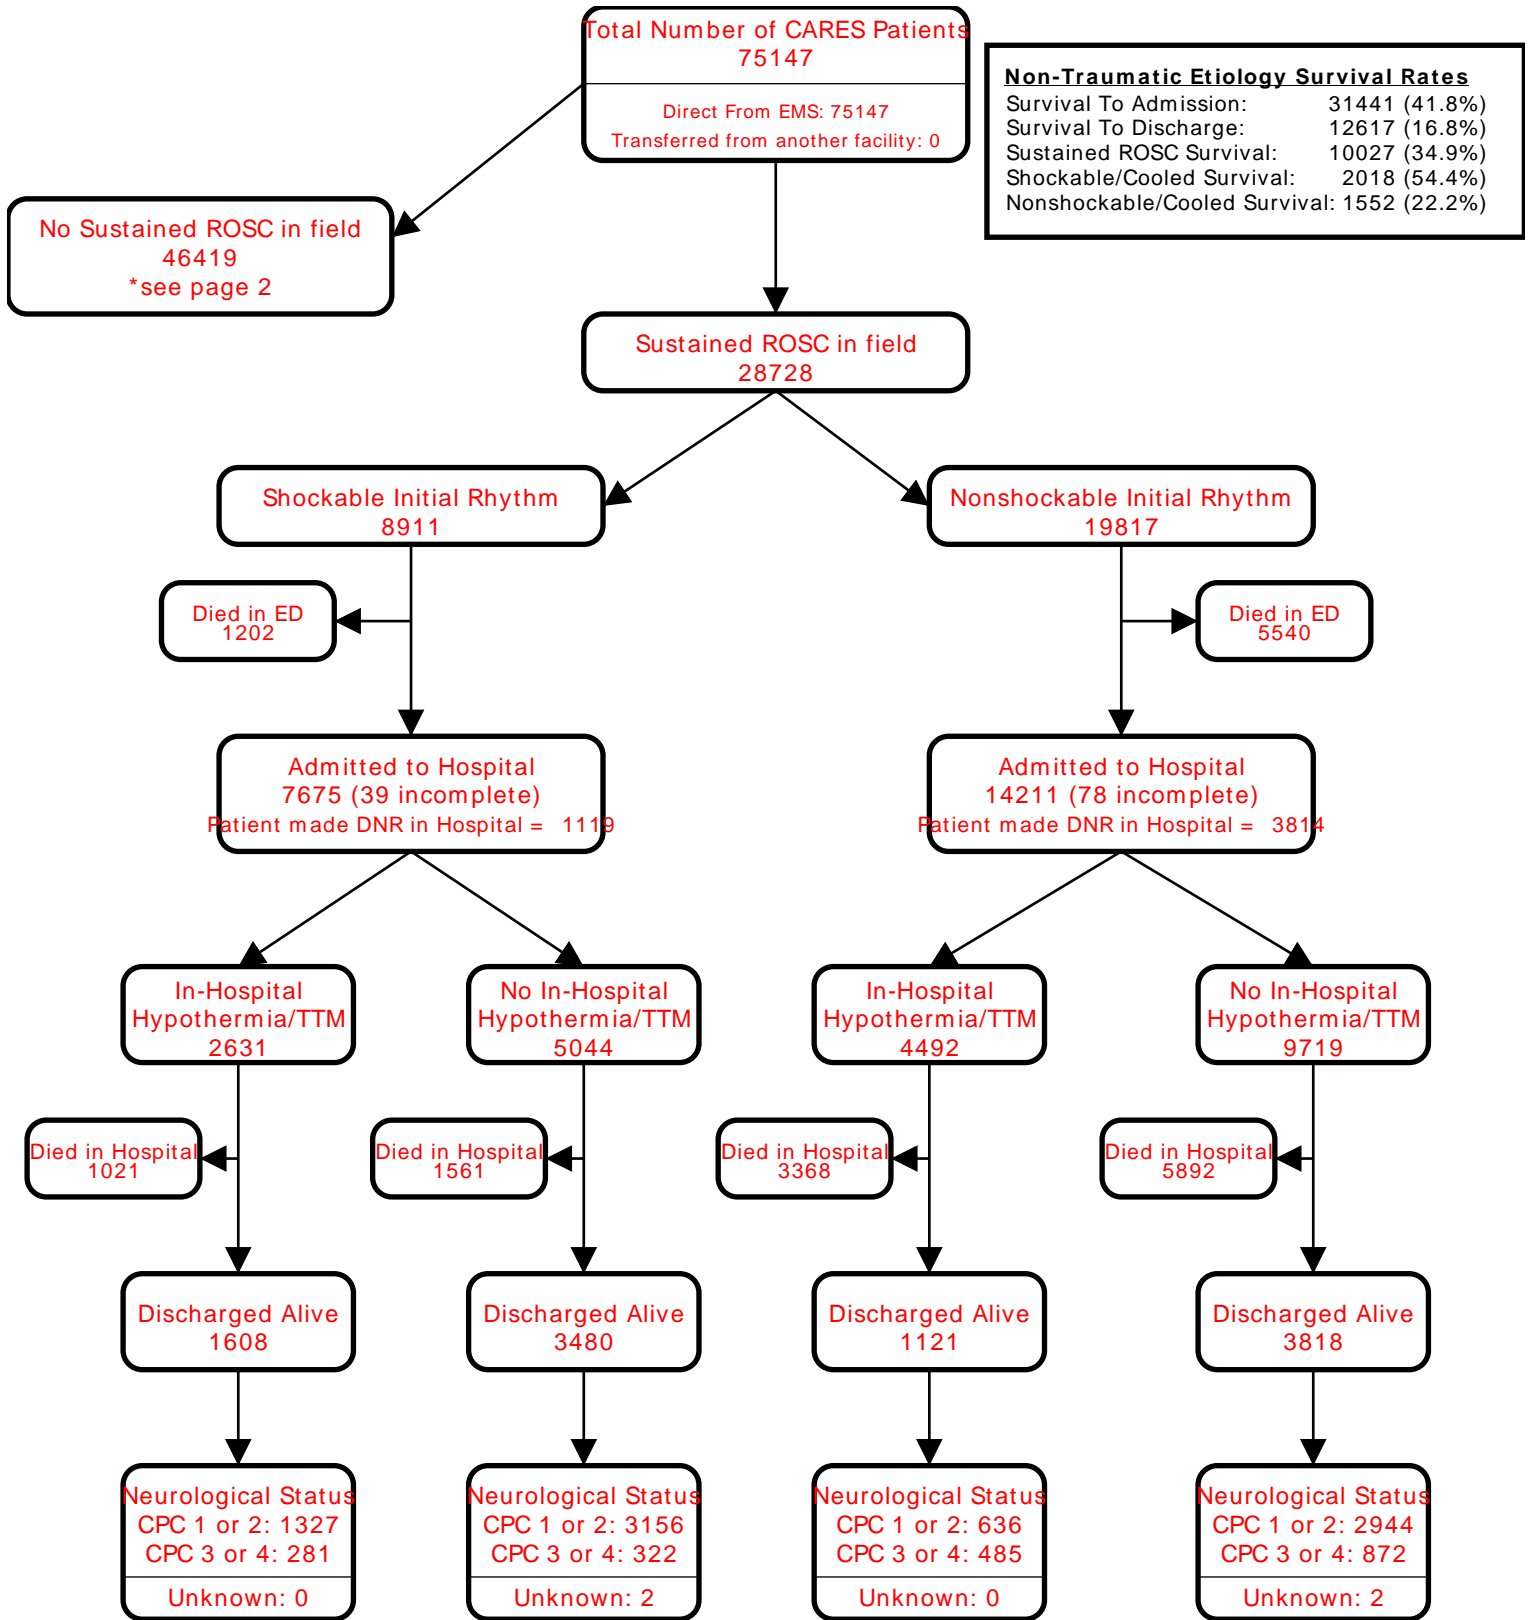 Total Number of CARES Patients
75147
Direct From EMS: 75147
Transferred from another facility: 0
Non-Traumatic Etiology Survival Rates
Survival To Admission: 31441 (41.8%)
Survival To Discharge: 12617 (16.8%)
Sustained ROSC Survival: 10027 (34.9%)
Shockable/Cooled Survival: 2018 (54.4%)
Nonshockable/Cooled Survival: 1552 (22.2%)
No Sustained ROSC in field
46419
*see page 2
Sustained ROSC in field
28728
Shockable Initial Rhythm
8911
Nonshockable Initial Rhythm
19817
Died in ED
1202
Died in ED
5540
Admitted to Hospital
7675 (39 incomplete)
Patient made DNR in Hospital = 1119
Admitted to Hospital
14211 (78 incomplete)
Patient made DNR in Hospital = 3814
In-Hospital
Hypothermia/TTM
2631
No In-Hospital
Hypothermia/TTM
5044
In-Hospital
Hypothermia/TTM
4492
No In-Hospital
Hypothermia/TTM
9719
Died in Hospital
1021
Died in Hospital
1561
Died in Hospital
3368
Died in Hospital
5892
Discharged Alive
1608
Discharged Alive
3480
Discharged Alive
1121
Discharged Alive
3818
Neurological Status
CPC 1 or 2: 1327
CPC 3 or 4: 281
Unknown: 0
Neurological Status
CPC 1 or 2: 3156
CPC 3 or 4: 322
Unknown: 2
Neurological Status
CPC 1 or 2: 636
CPC 3 or 4: 485
Unknown: 0
Neurological Status
CPC 1 or 2: 2944
CPC 3 or 4: 872
Unknown: 2